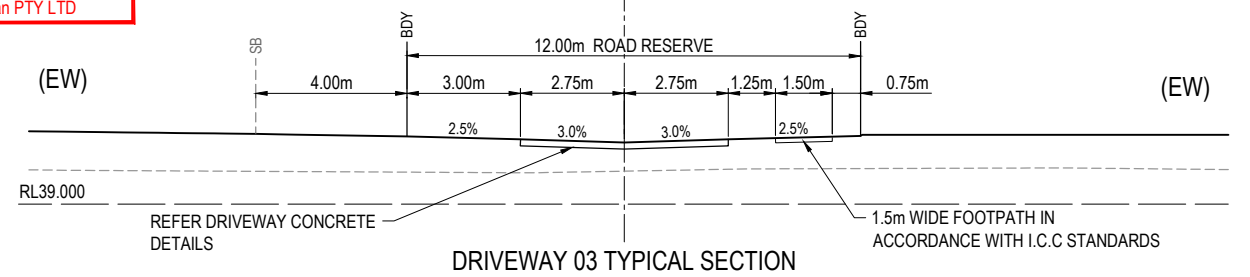 an PTY LTD
BDY
BDY
SB
12.00m ROAD RESERVE
(EW)
(EW)
4.00m
3.00m
2.75m
2.75m
1.25m
1.50m
0.75m
2.5%
3.0%
3.0%
2.5%
RL39.000
REFER DRIVEWAY CONCRETE
DETAILS
1.5m WIDE FOOTPATH IN
ACCORDANCE WITH I.C.C STANDARDS
DRIVEWAY 03 TYPICAL SECTION